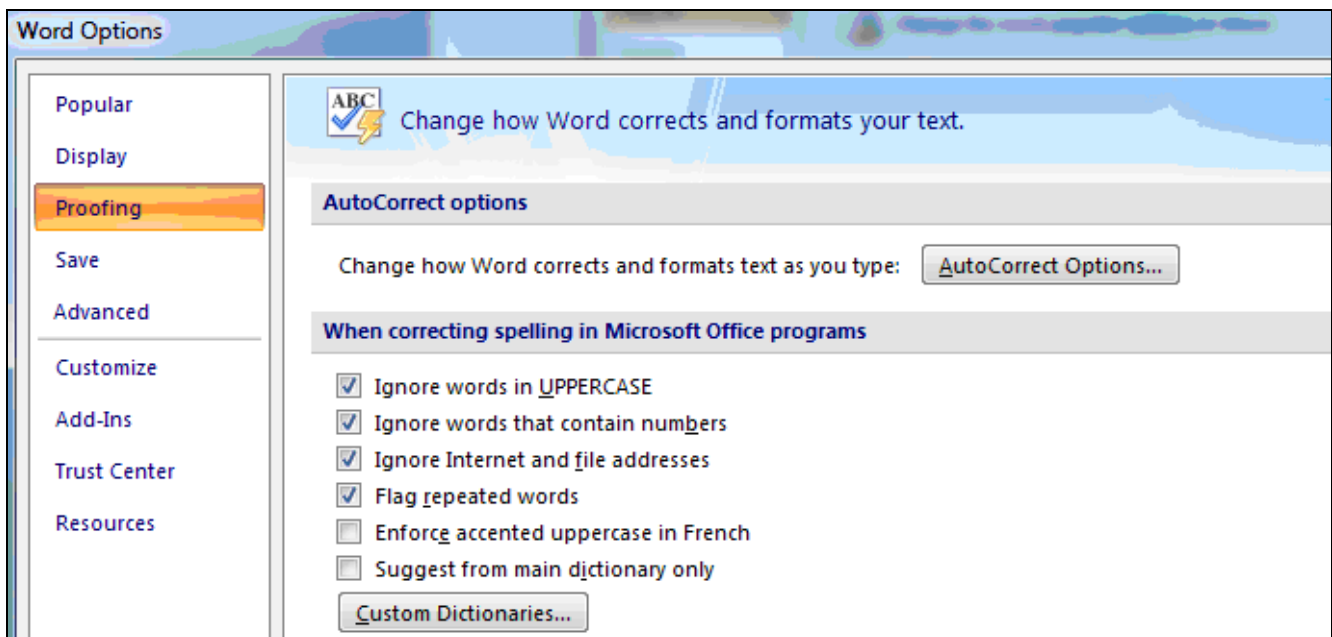 Word Options
Popular
Display
Proofing
Save
Advanced
Customize
Add-Ins
Trust Center
Resources
ABC
Change how Word corrects and formats your text.
AutoCorrect options
Change how Word corrects and formats text as you type: AutoCorrect Options...
When correcting spelling in Microsoft Office programs
Ignore words in UPPERCASE
Ignore words that contain numbers
Ignore Internet and file addresses
Flag repeated words
Enforce accented uppercase in French
Suggest from main dictionary only
Custom Dictionaries...